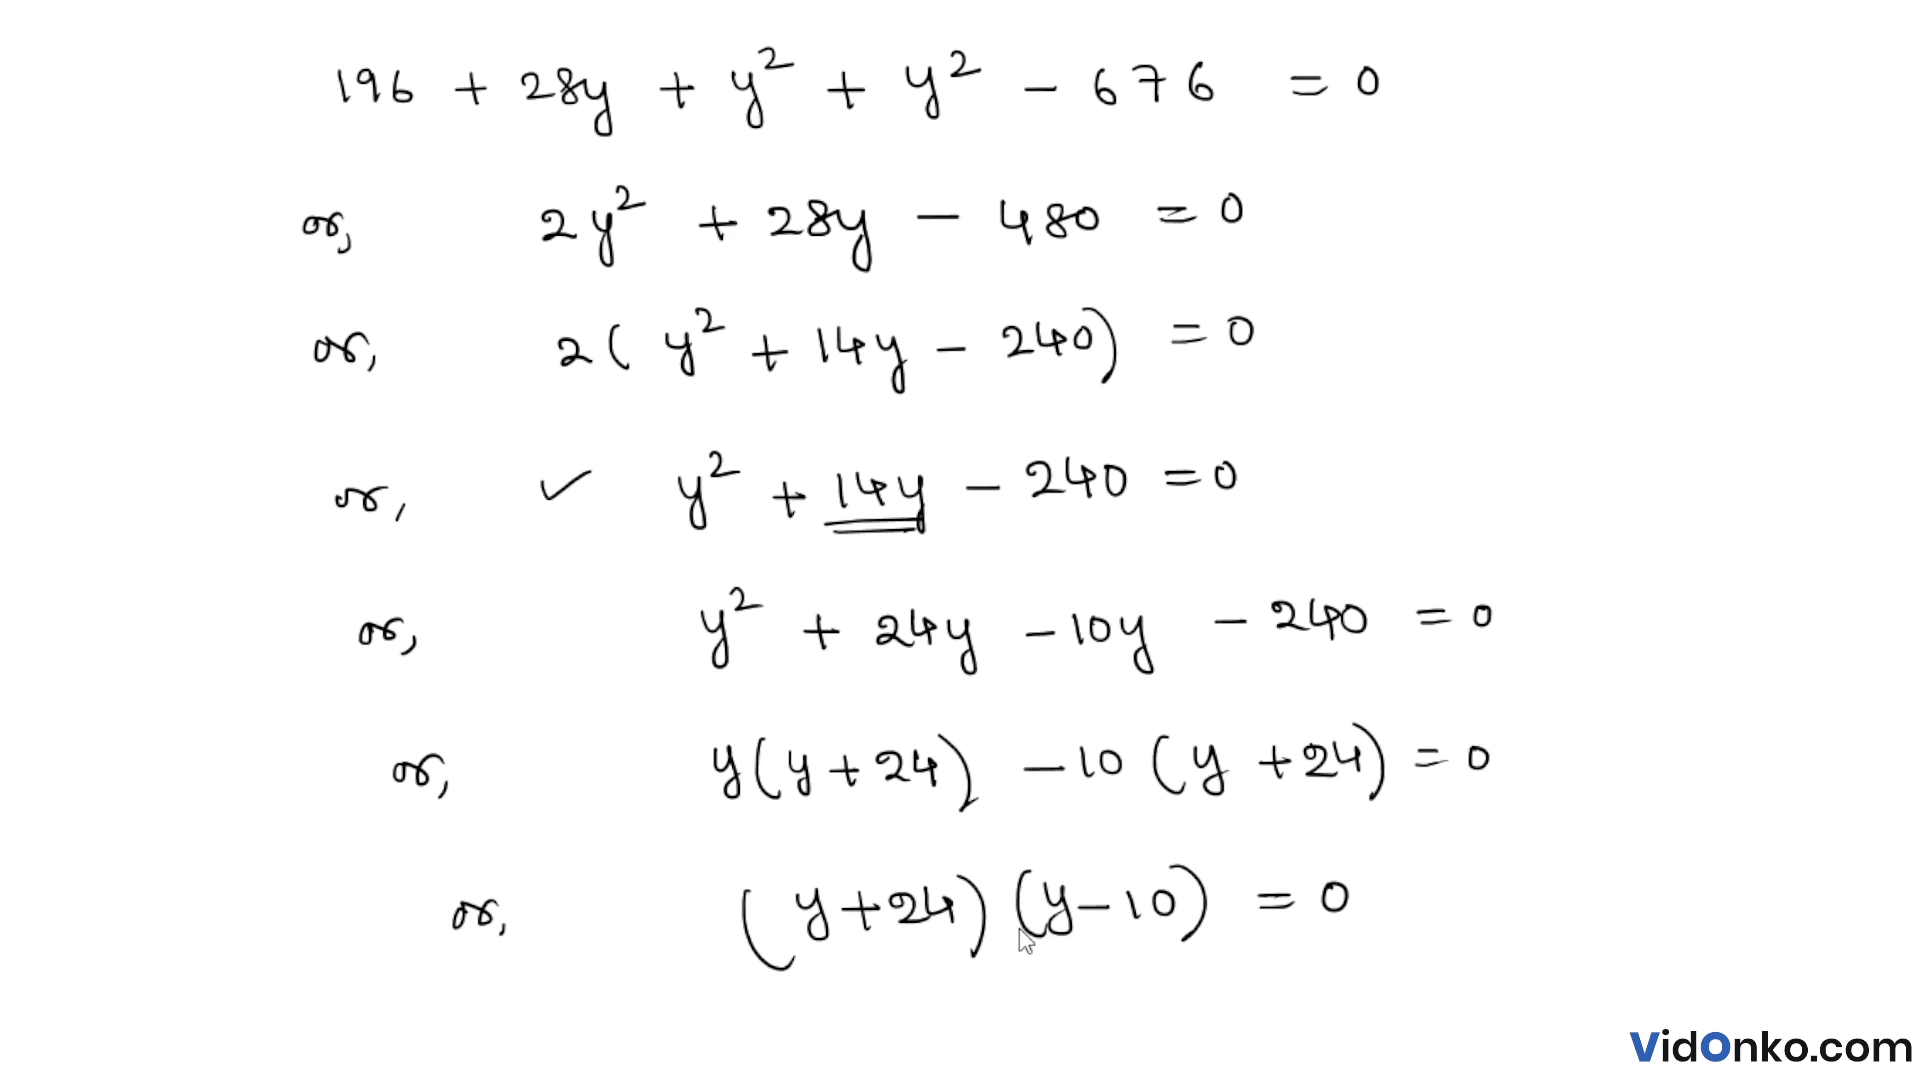 196 + 28y + y² + y² - 676 = 0
or, 2y² + 28y - 480 = 0
or, 2( y² + 14y - 240) = 0
or, ✓ y² + 14y - 240 = 0
or, y² + 24y - 10y - 240 = 0
or, y(y+24) - 10(y+24) = 0
or, (y+24)(y-10) = 0
VidOnko.com